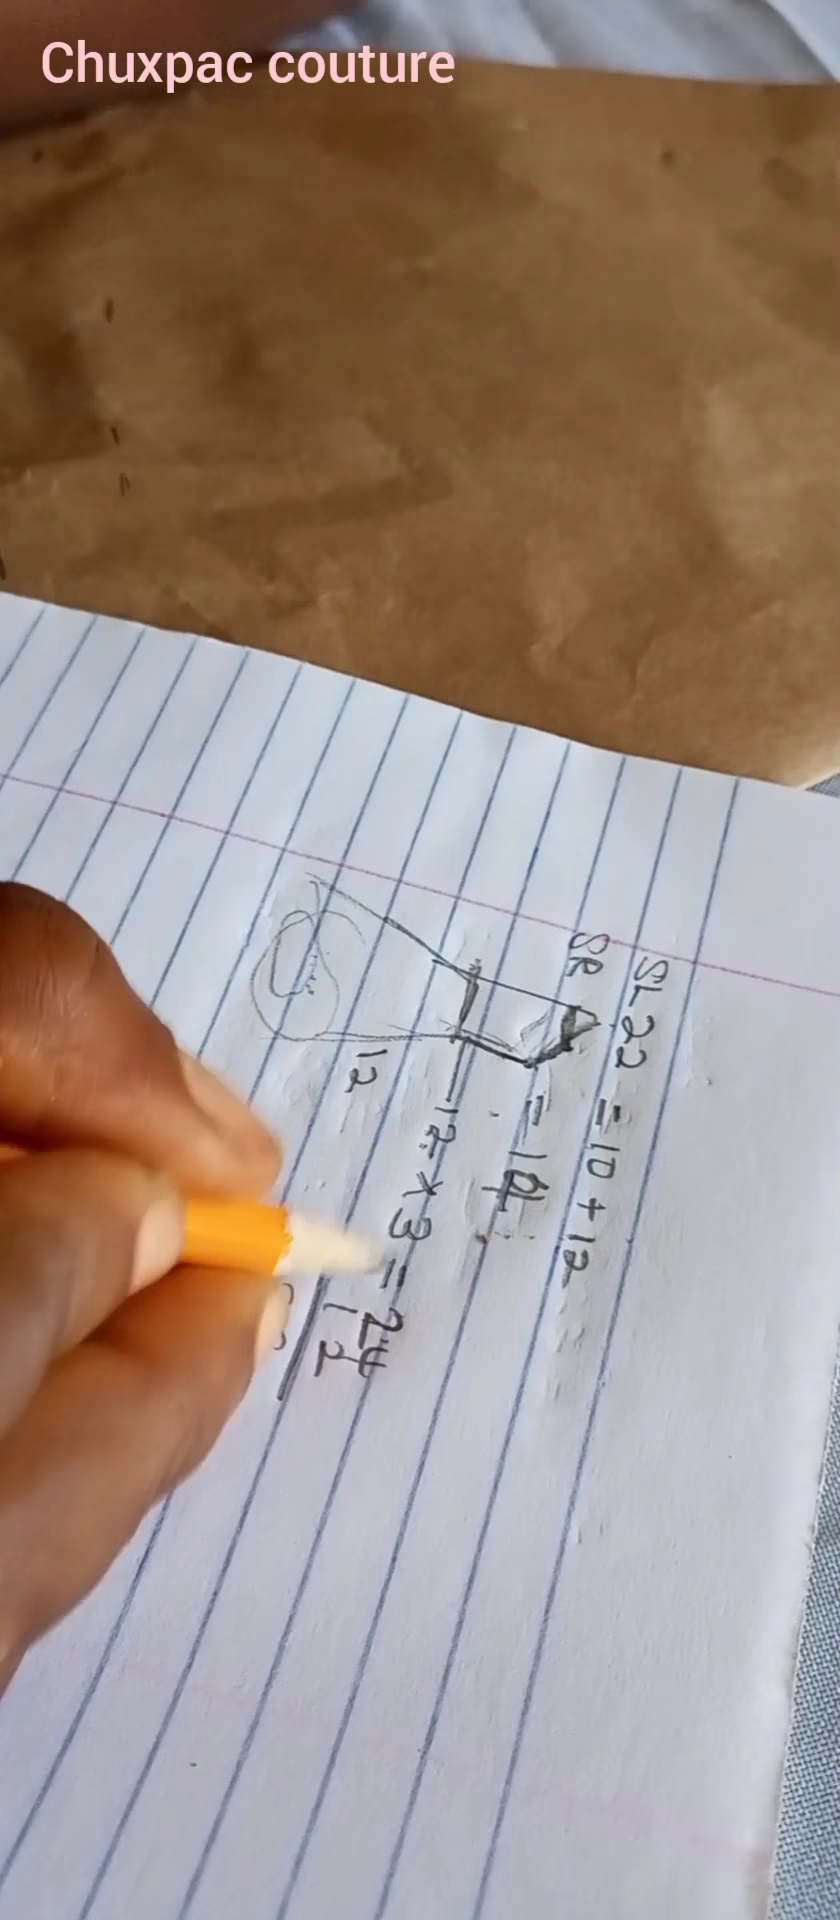 Chuxpac couture
SL 22 = 10 + 12
SR
= 14
12 x 3 = 24
12
12